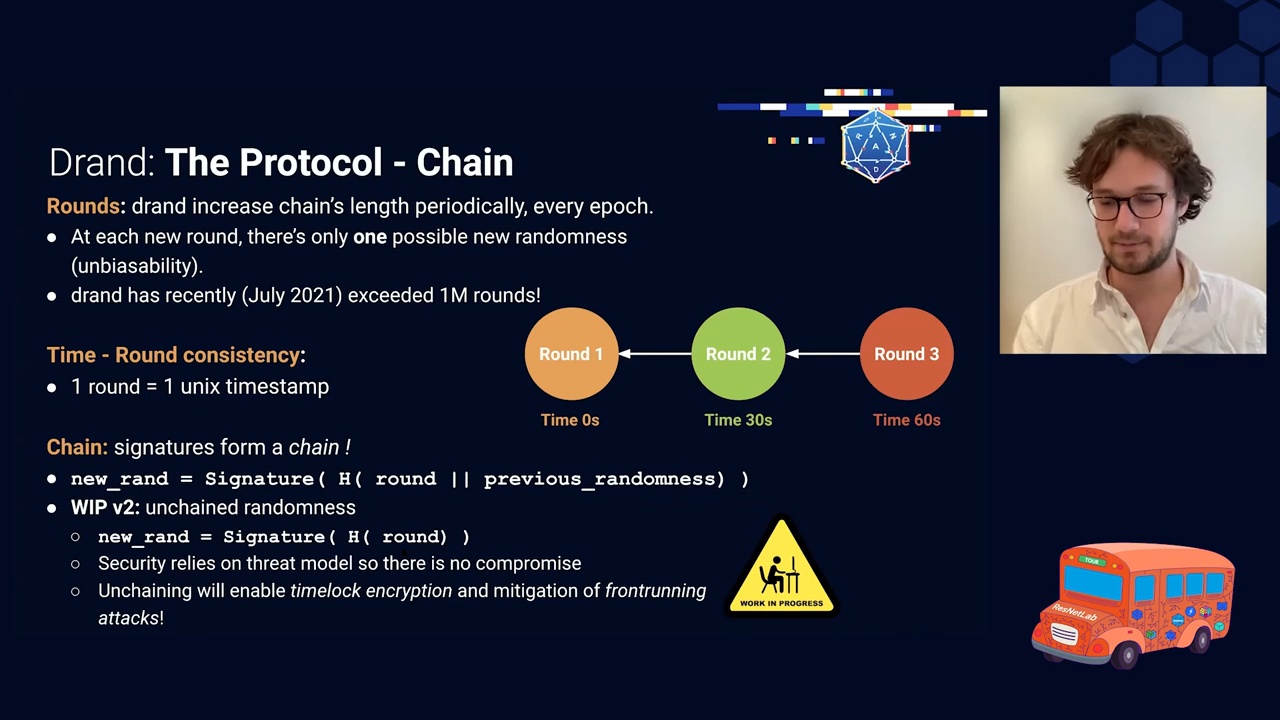 Drand: The Protocol - Chain
Rounds: drand increase chain's length periodically, every epoch.
● At each new round, there's only one possible new randomness
(unbiasability).
● drand has recently (July 2021) exceeded 1M rounds!
Time - Round consistency:
● 1 round = 1 unix timestamp
Round 1
Round 2
Round 3
Time 0s
Time 30s
Time 60s
Chain: signatures form a chain !
● new_rand = Signature( H( round || previous_randomness) )
● WIP v2: unchained randomness
○ new_rand = Signature( H( round) )
○ Security relies on threat model so there is no compromise
○ Unchaining will enable timelock encryption and mitigation of frontrunning
attacks!
WORK IN PROGRESS
TOUR
ResNetLab